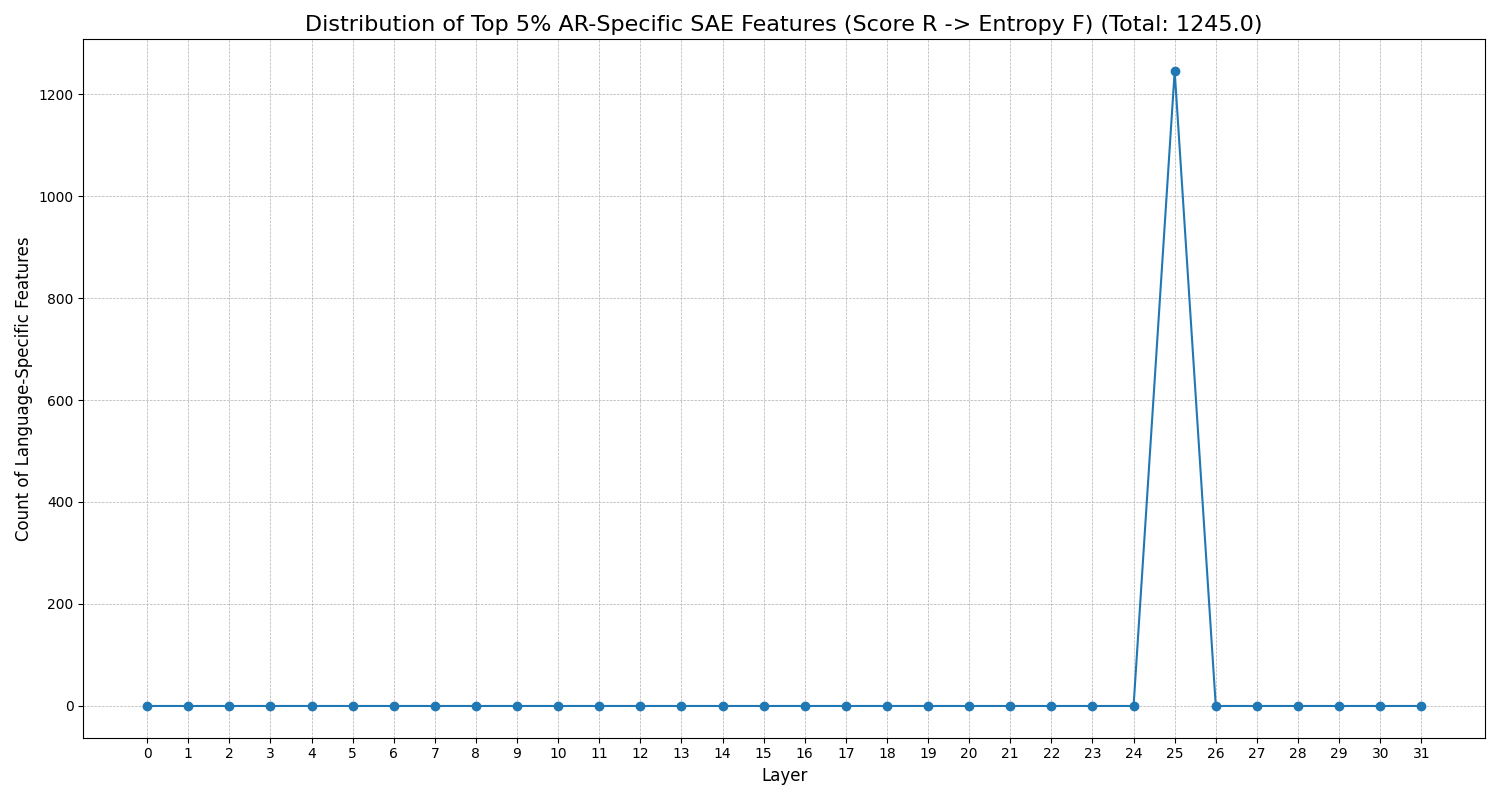 Distribution of Top 5% AR-Specific SAE Features (Score R -> Entropy F) (Total: 1245.0)
Count of Language-Specific Features
1200
1000
800
600
400
200
0
0 1 2 3 4 5 6 7 8 9 10 11 12 13 14 15 16 17 18 19 20 21 22 23 24 25 26 27 28 29 30 31
Layer